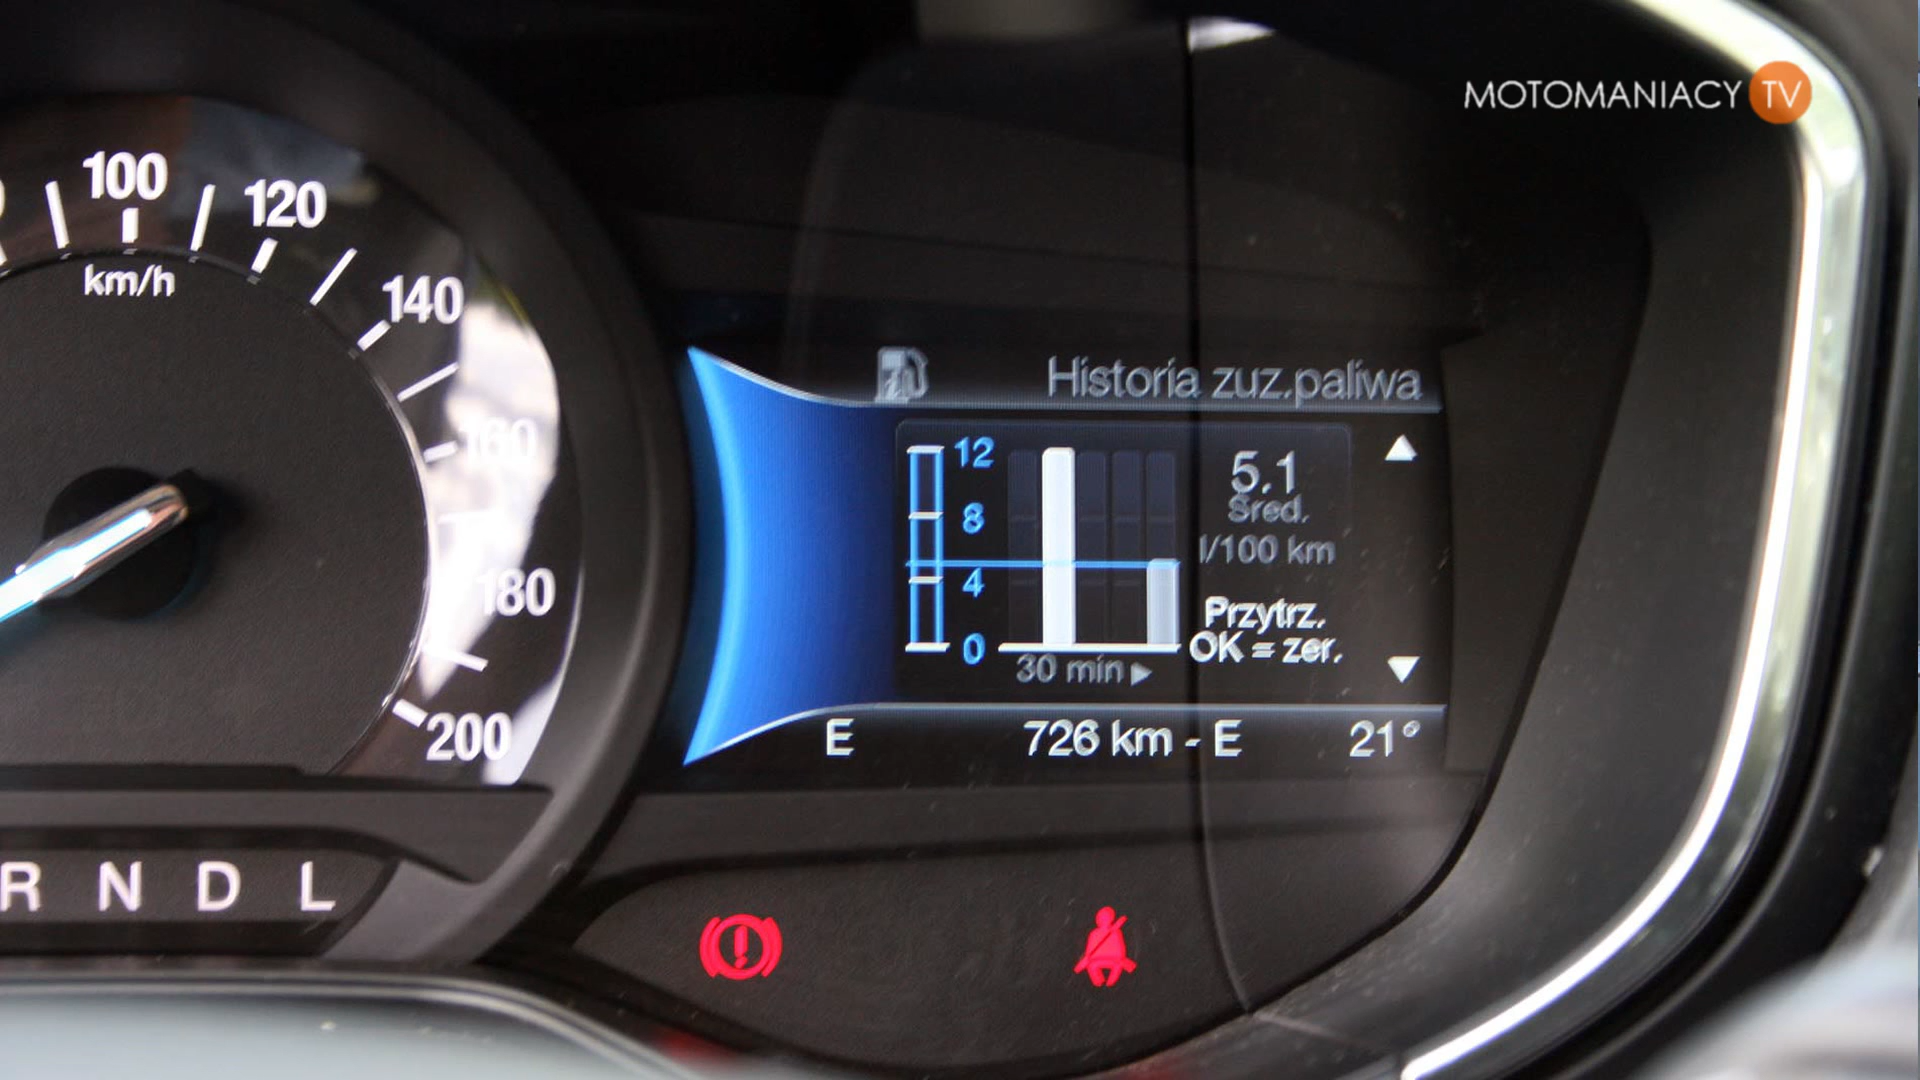 MOTOMANIACY TV
100
120
km/h
140
160
180
200
Historia zuz.paliwa
12
8
4
0
5.1
Śred.
l/100 km
Przytrz.
OK = zer.
30 min
E 726 km - E 21°
R N D L